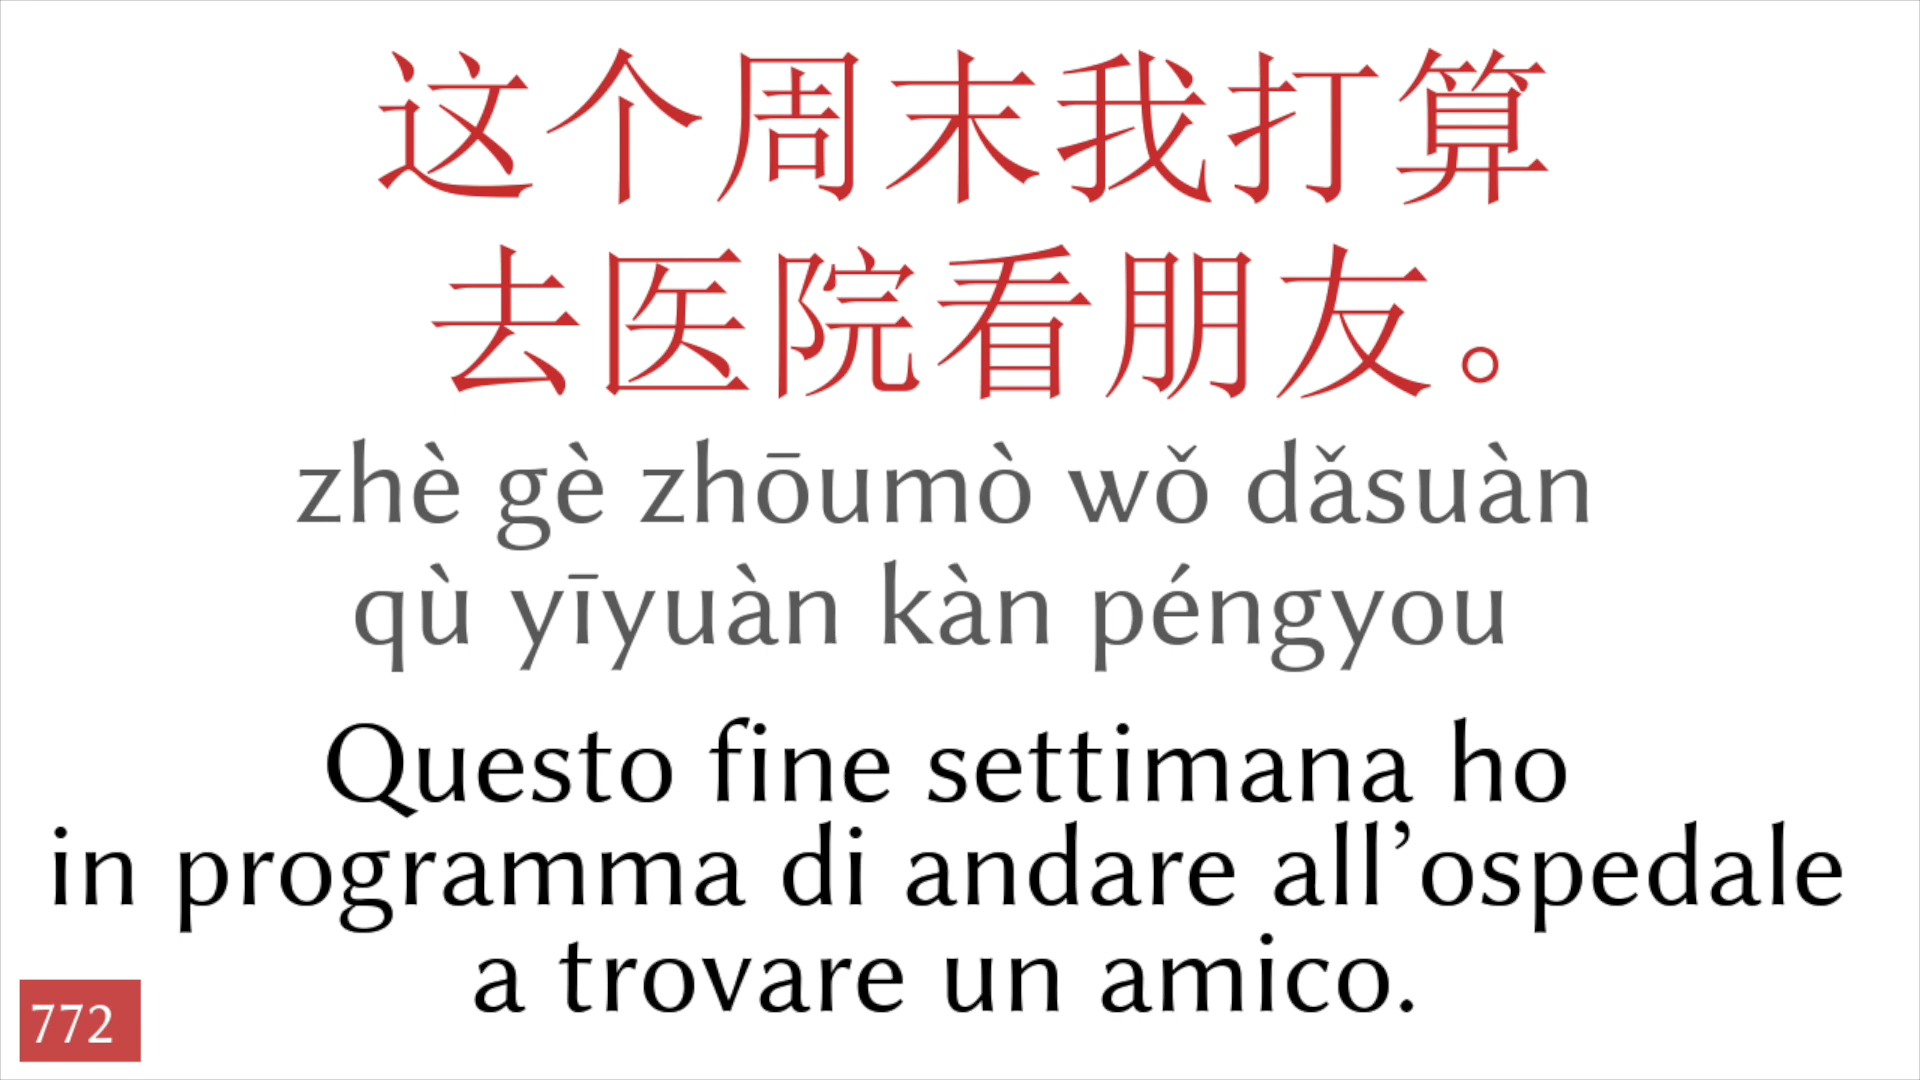 这个周末我打算
去医院看朋友。
zhè gè zhōumò wǒ dǎsuàn
qù yīyuàn kàn péngyou
Questo fine settimana ho
in programma di andare all’ospedale
a trovare un amico.
772